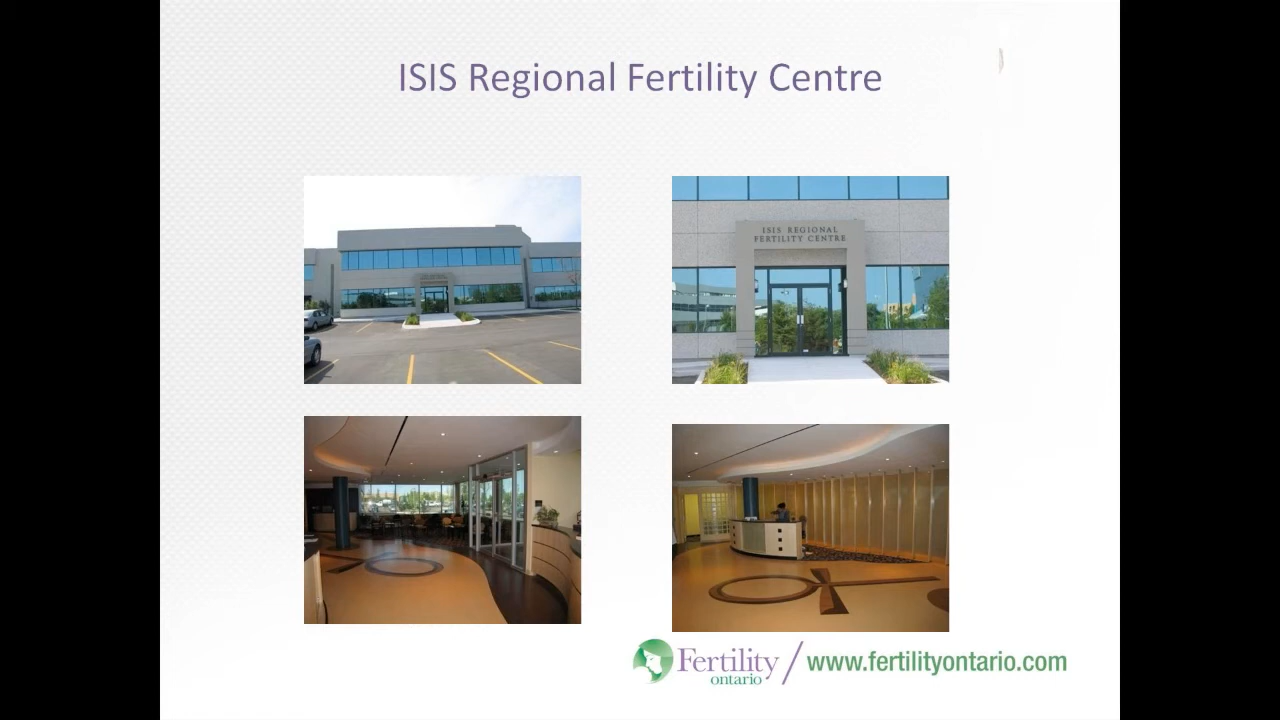 ISIS Regional Fertility Centre
ISIS REGIONAL
FERTILITY CENTRE
Fertility
ontario
www.fertilityontario.com